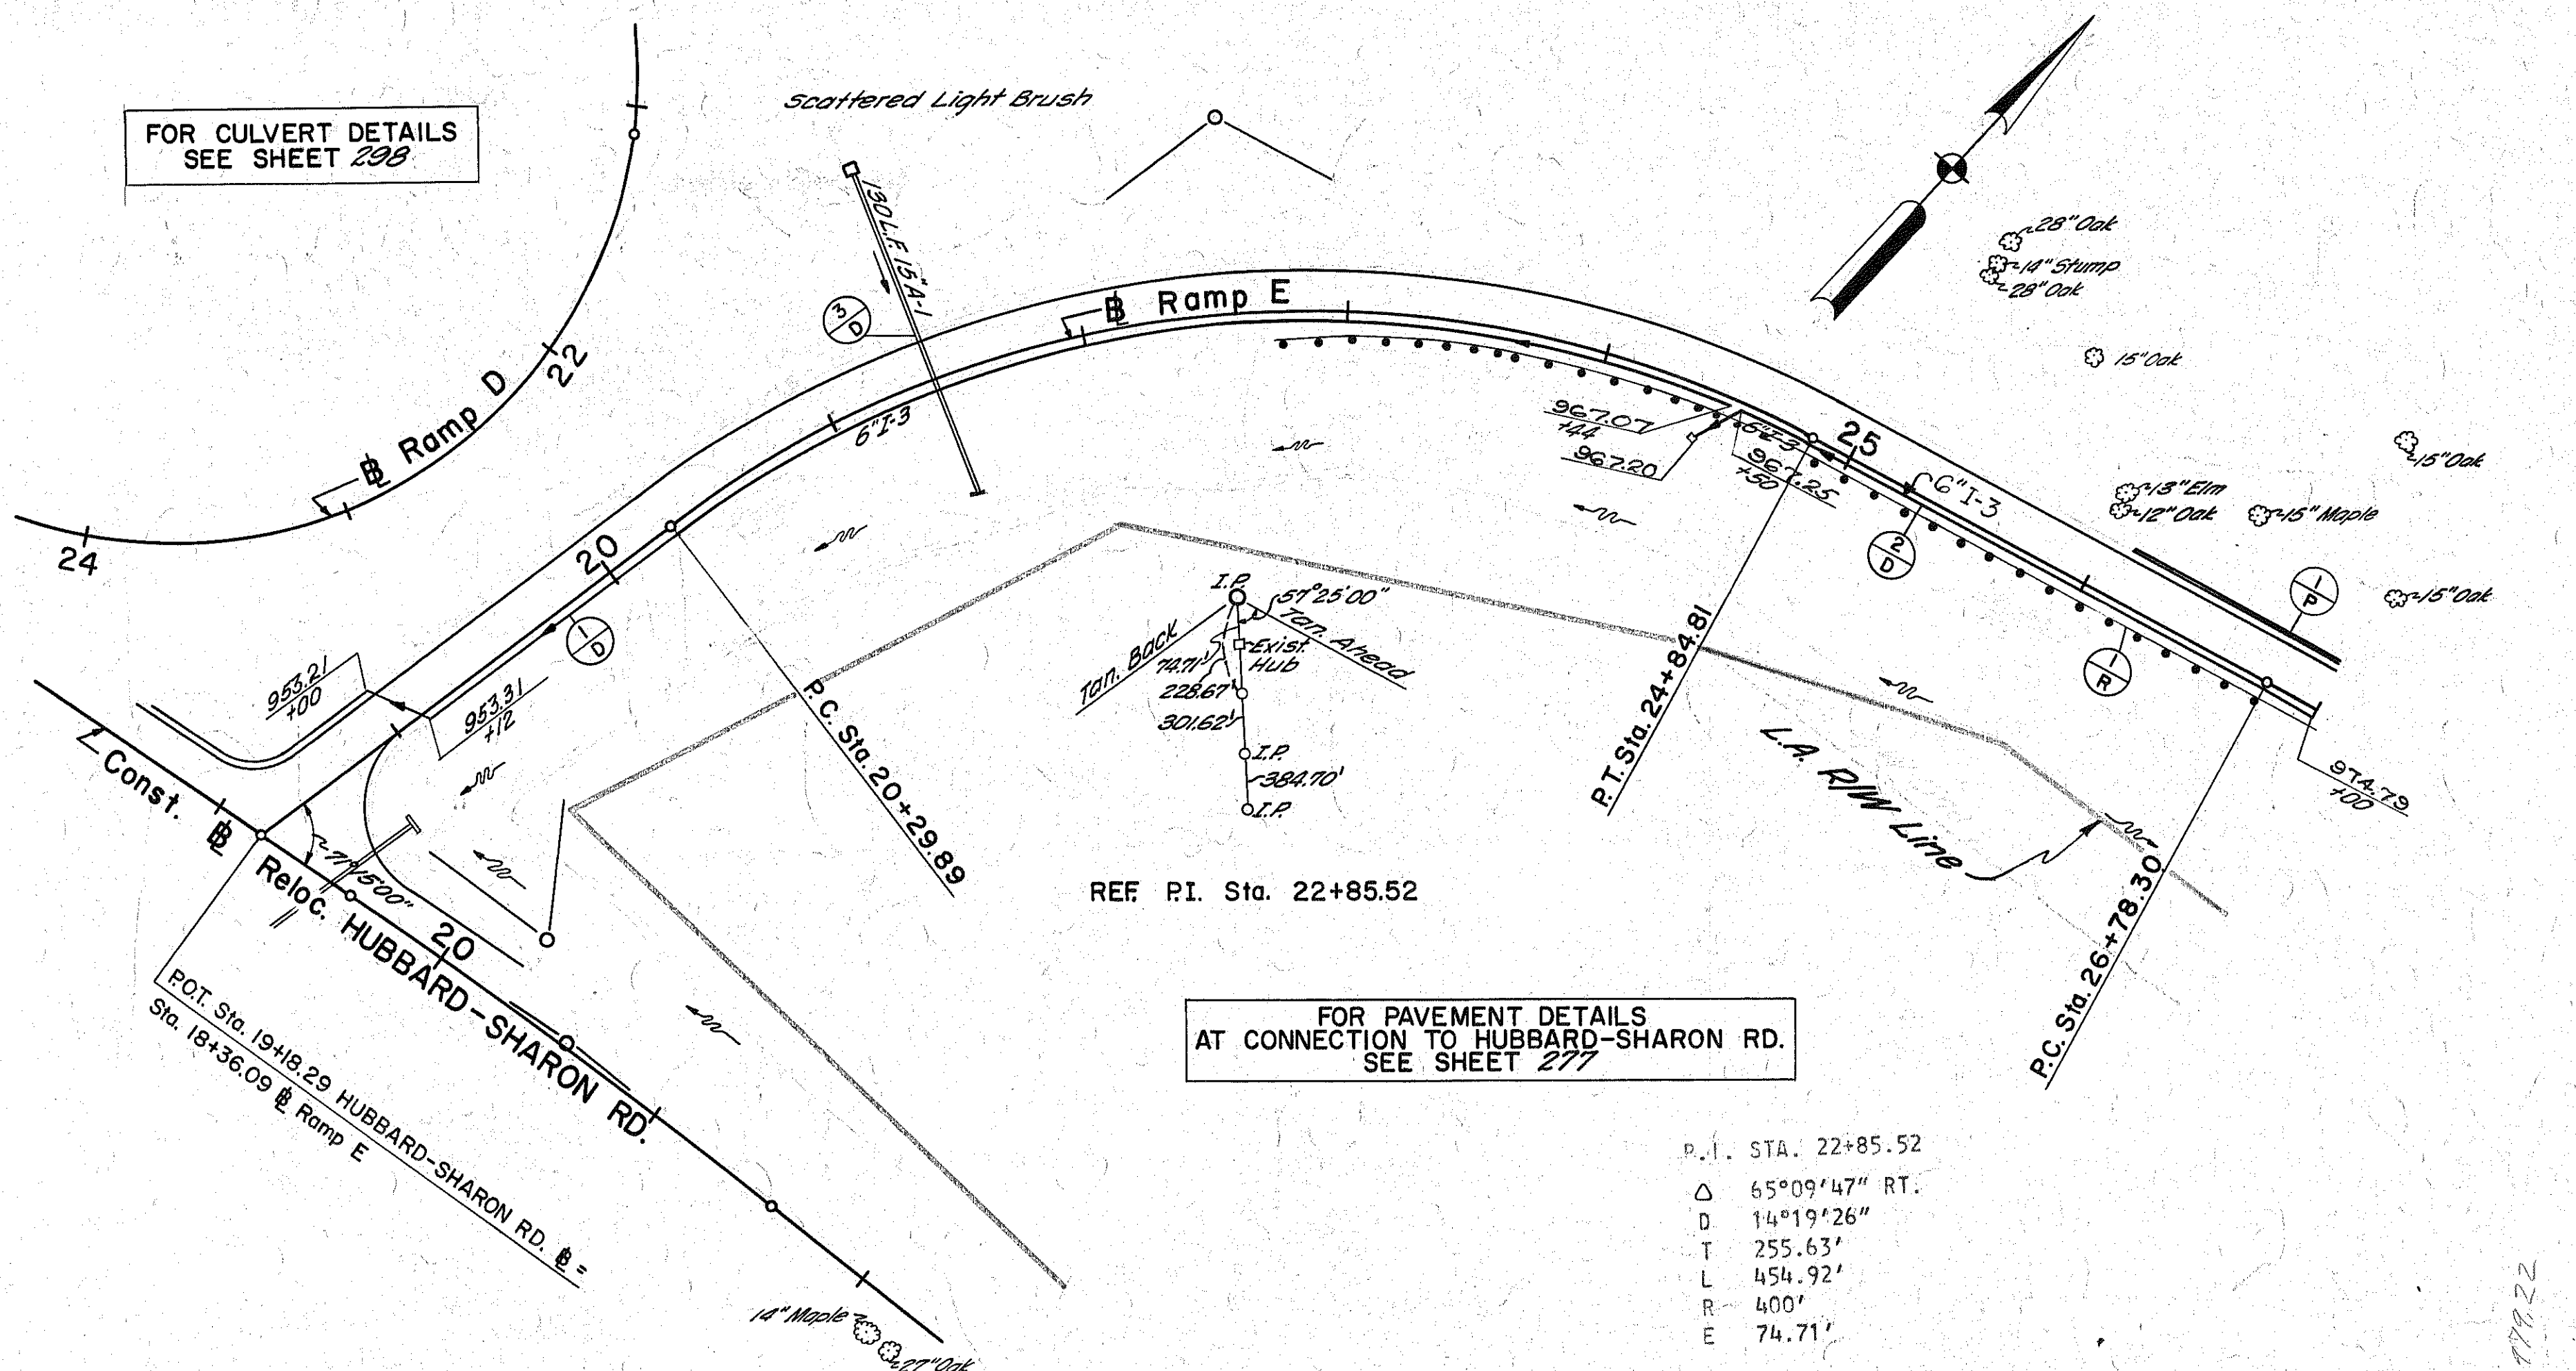 FOR CULVERT DETAILS
SEE SHEET 298
Scattered Light Brush
130 L.F. 15" A-1
3
D
℄ Ramp E
℄ Ramp D
22
24
28" Oak
14" Stump
28" Oak
15" Oak
15" Oak
13" Elm
12" Oak
15" Maple
15" Oak
6" I-3
967.07
+44
967.20
6" I-3
967.25
+50
25
6" I-3
2
D
1
P
1
R
20
1
D
953.21
+00
953.31
+12
P.C. Sta. 20+29.89
I.P.
57°25'00"
Tan. Back
Tan. Ahead
74.71'
Exist.
Hub
228.67'
301.62'
I.P.
384.70'
I.P.
P.T. Sta. 24+84.81
L.A. R/W Line
974.79
+00
P.C. Sta. 26+78.30
REF. P.I. Sta. 22+85.52
Const. ℄ Reloc. HUBBARD-SHARON RD.
71°15'00"
20
P.O.T. Sta. 19+18.29 HUBBARD-SHARON RD. ℄ =
Sta. 18+36.09 ℄ Ramp E
FOR PAVEMENT DETAILS
AT CONNECTION TO HUBBARD-SHARON RD.
SEE SHEET 277
P.I. STA. 22+85.52
Δ 65°09'47" RT.
D 14°19'26"
T 255.63'
L 454.92'
R 400'
E 74.71'
14" Maple
27" Oak